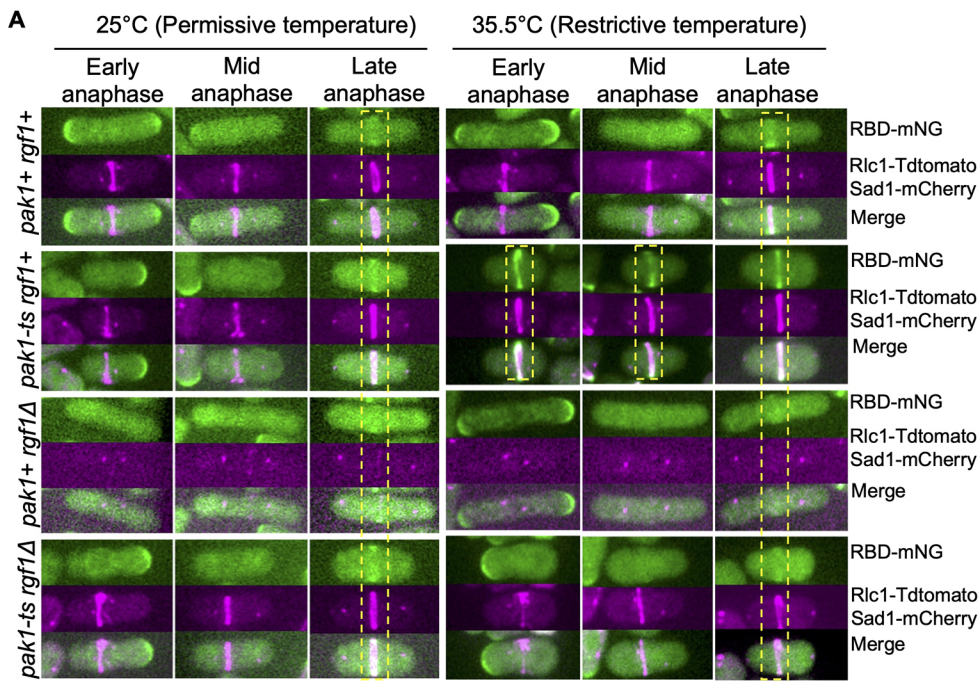 A
25°C (Permissive temperature)
35.5°C (Restrictive temperature)
Early anaphase
Mid anaphase
Late anaphase
Early anaphase
Mid anaphase
Late anaphase
pak1+ rgf1+
RBD-mNG
Rlc1-Tdtomato
Sad1-mCherry
Merge
pak1-ts rgf1+
RBD-mNG
Rlc1-Tdtomato
Sad1-mCherry
Merge
pak1+ rgf1Δ
RBD-mNG
Rlc1-Tdtomato
Sad1-mCherry
Merge
pak1-ts rgf1Δ
RBD-mNG
Rlc1-Tdtomato
Sad1-mCherry
Merge